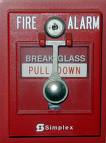 FIRE ALARM
BREAK GLASS
PULL DOWN
Simplex